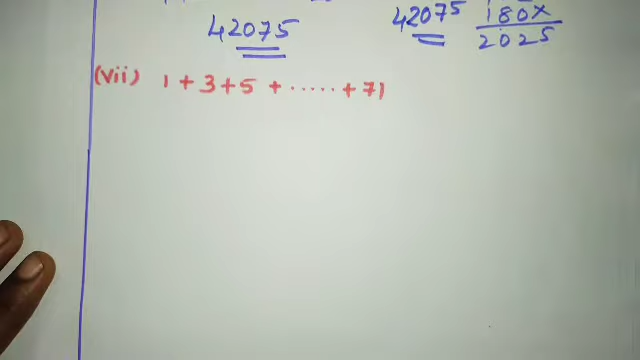 42075
42075
180x
2025
(vii) 1 + 3 + 5 + ..... + 71